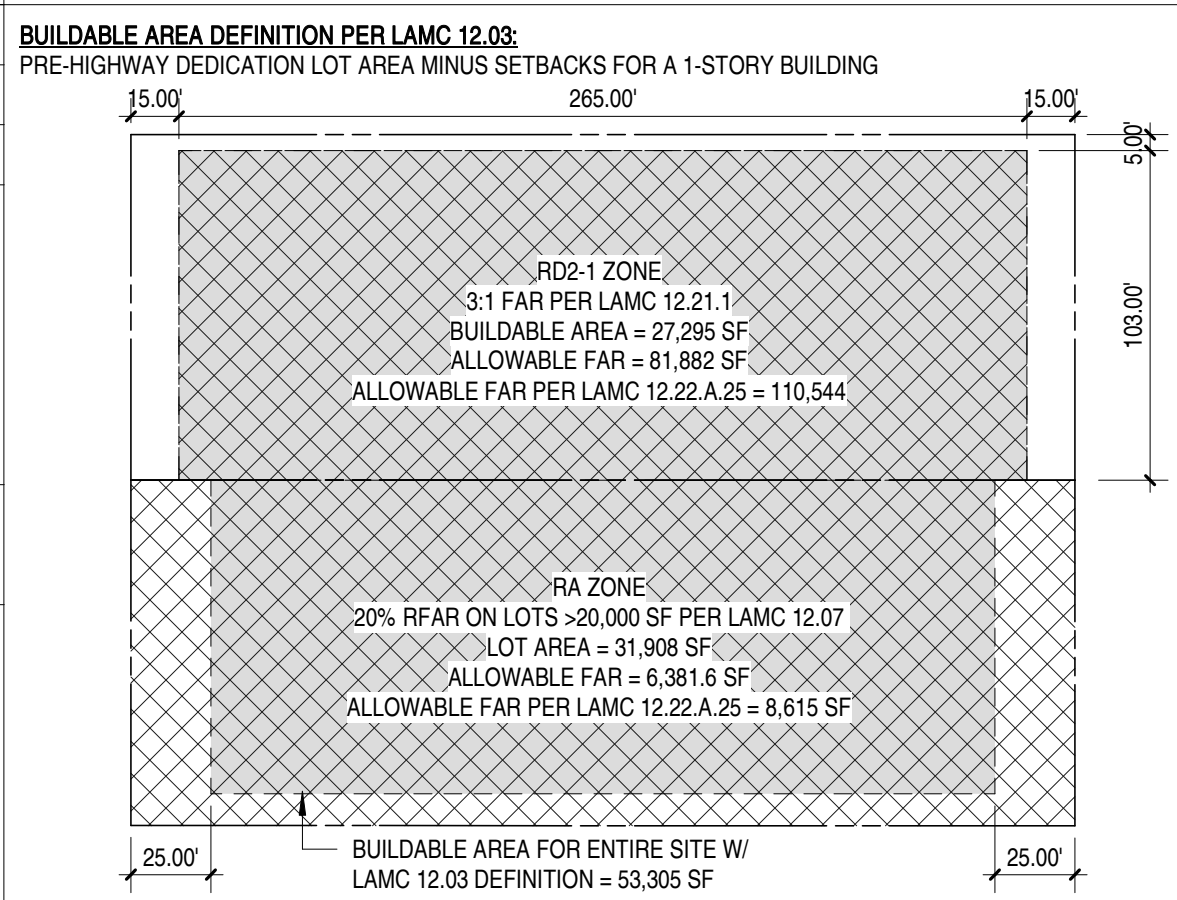 BUILDABLE AREA DEFINITION PER LAMC 12.03:
PRE-HIGHWAY DEDICATION LOT AREA MINUS SETBACKS FOR A 1-STORY BUILDING
15.00' 265.00' 15.00'
5.00'
103.00'
RD2-1 ZONE
3:1 FAR PER LAMC 12.21.1
BUILDABLE AREA = 27,295 SF
ALLOWABLE FAR = 81,882 SF
ALLOWABLE FAR PER LAMC 12.22.A.25 = 110,544
RA ZONE
20% RFAR ON LOTS >20,000 SF PER LAMC 12.07
LOT AREA = 31,908 SF
ALLOWABLE FAR = 6,381.6 SF
ALLOWABLE FAR PER LAMC 12.22.A.25 = 8,615 SF
25.00' 25.00'
BUILDABLE AREA FOR ENTIRE SITE W/
LAMC 12.03 DEFINITION = 53,305 SF